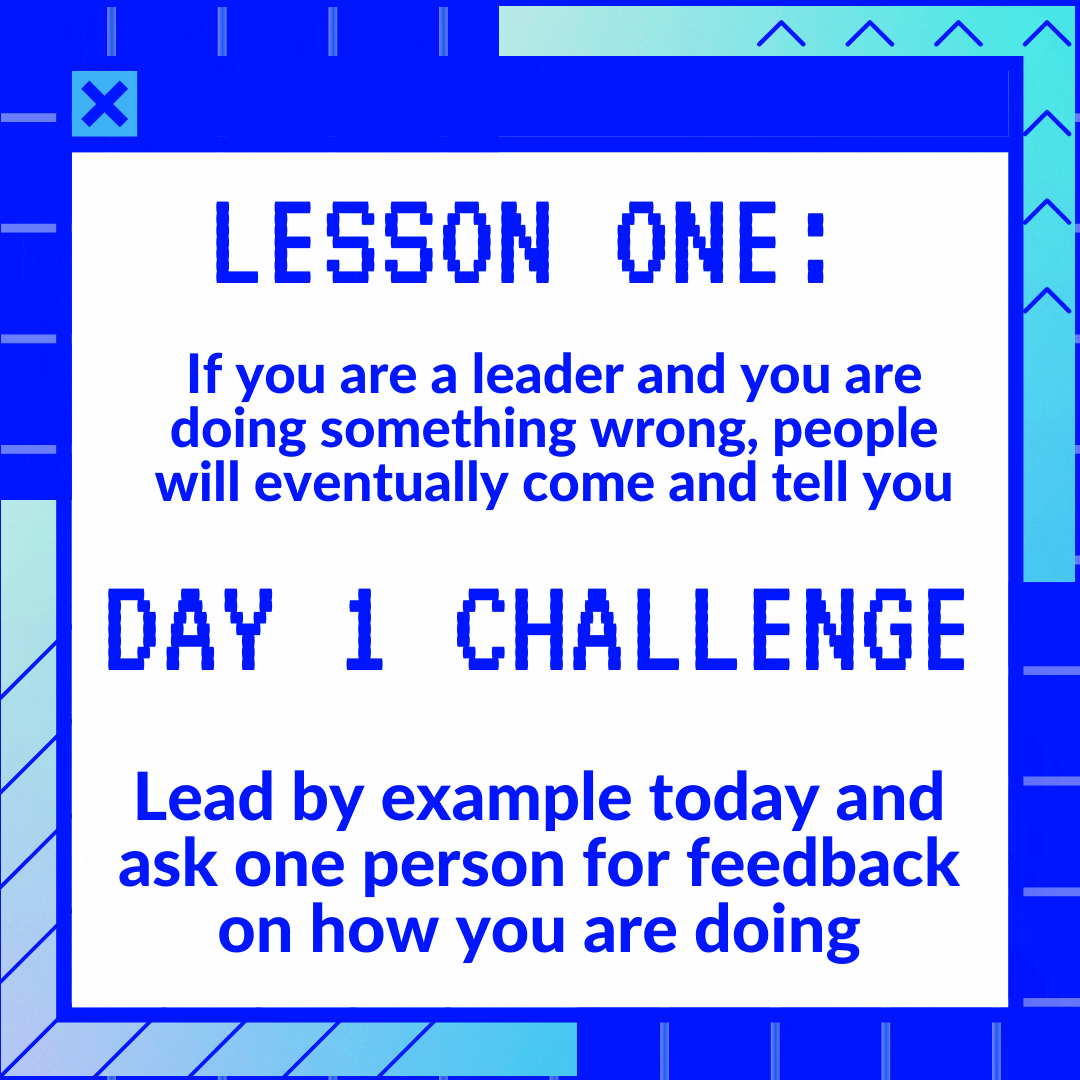 LESSON ONE:
If you are a leader and you are
doing something wrong, people
will eventually come and tell you
DAY 1 CHALLENGE
Lead by example today and
ask one person for feedback
on how you are doing